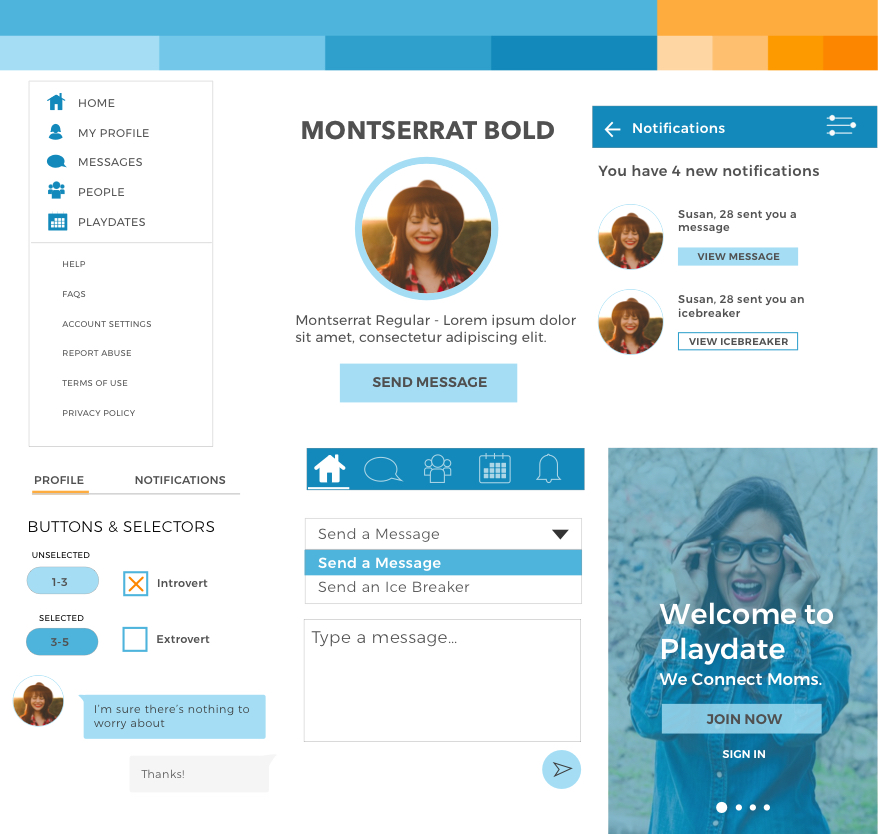 HOME
MY PROFILE
MESSAGES
PEOPLE
PLAYDATES
HELP
FAQS
ACCOUNT SETTINGS
REPORT ABUSE
TERMS OF USE
PRIVACY POLICY
MONTSERRAT BOLD
Montserrat Regular - Lorem ipsum dolor
sit amet, consectetur adipiscing elit.
SEND MESSAGE
Notifications
You have 4 new notifications
Susan, 28 sent you a
message
VIEW MESSAGE
Susan, 28 sent you an
icebreaker
VIEW ICEBREAKER
PROFILE NOTIFICATIONS
BUTTONS & SELECTORS
UNSELECTED
1-3
Introvert
SELECTED
3-5
Extrovert
I'm sure there's nothing to
worry about
Thanks!
Send a Message
Send a Message
Send an Ice Breaker
Type a message...
Welcome to
Playdate
We Connect Moms.
JOIN NOW
SIGN IN